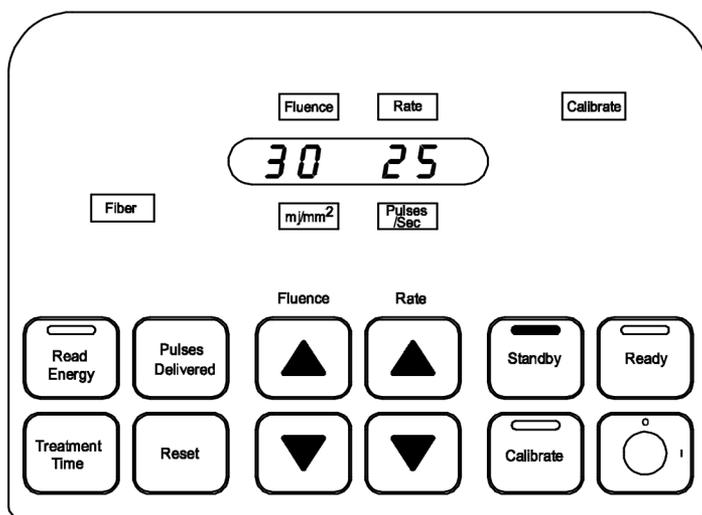 Fluence Rate Calibrate
30 25
Fiber
mj/mm² Pulses
/Sec
Fluence Rate
Read
Energy
Pulses
Delivered
Standby
Ready
Treatment
Time
Reset
Calibrate
O
I